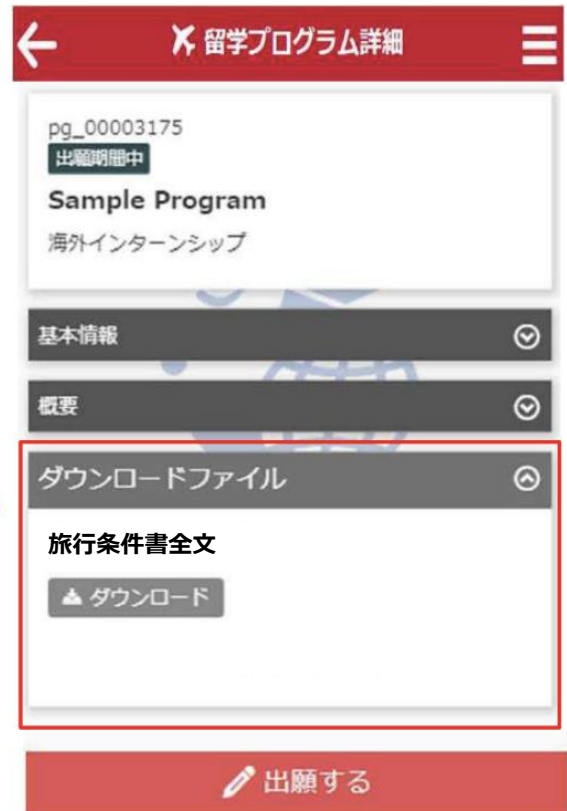 留学プログラム詳細
pg_00003175
出願期間中
Sample Program
海外インターンシップ
基本情報
概要
ダウンロードファイル
旅行条件書全文
ダウンロード
出願する